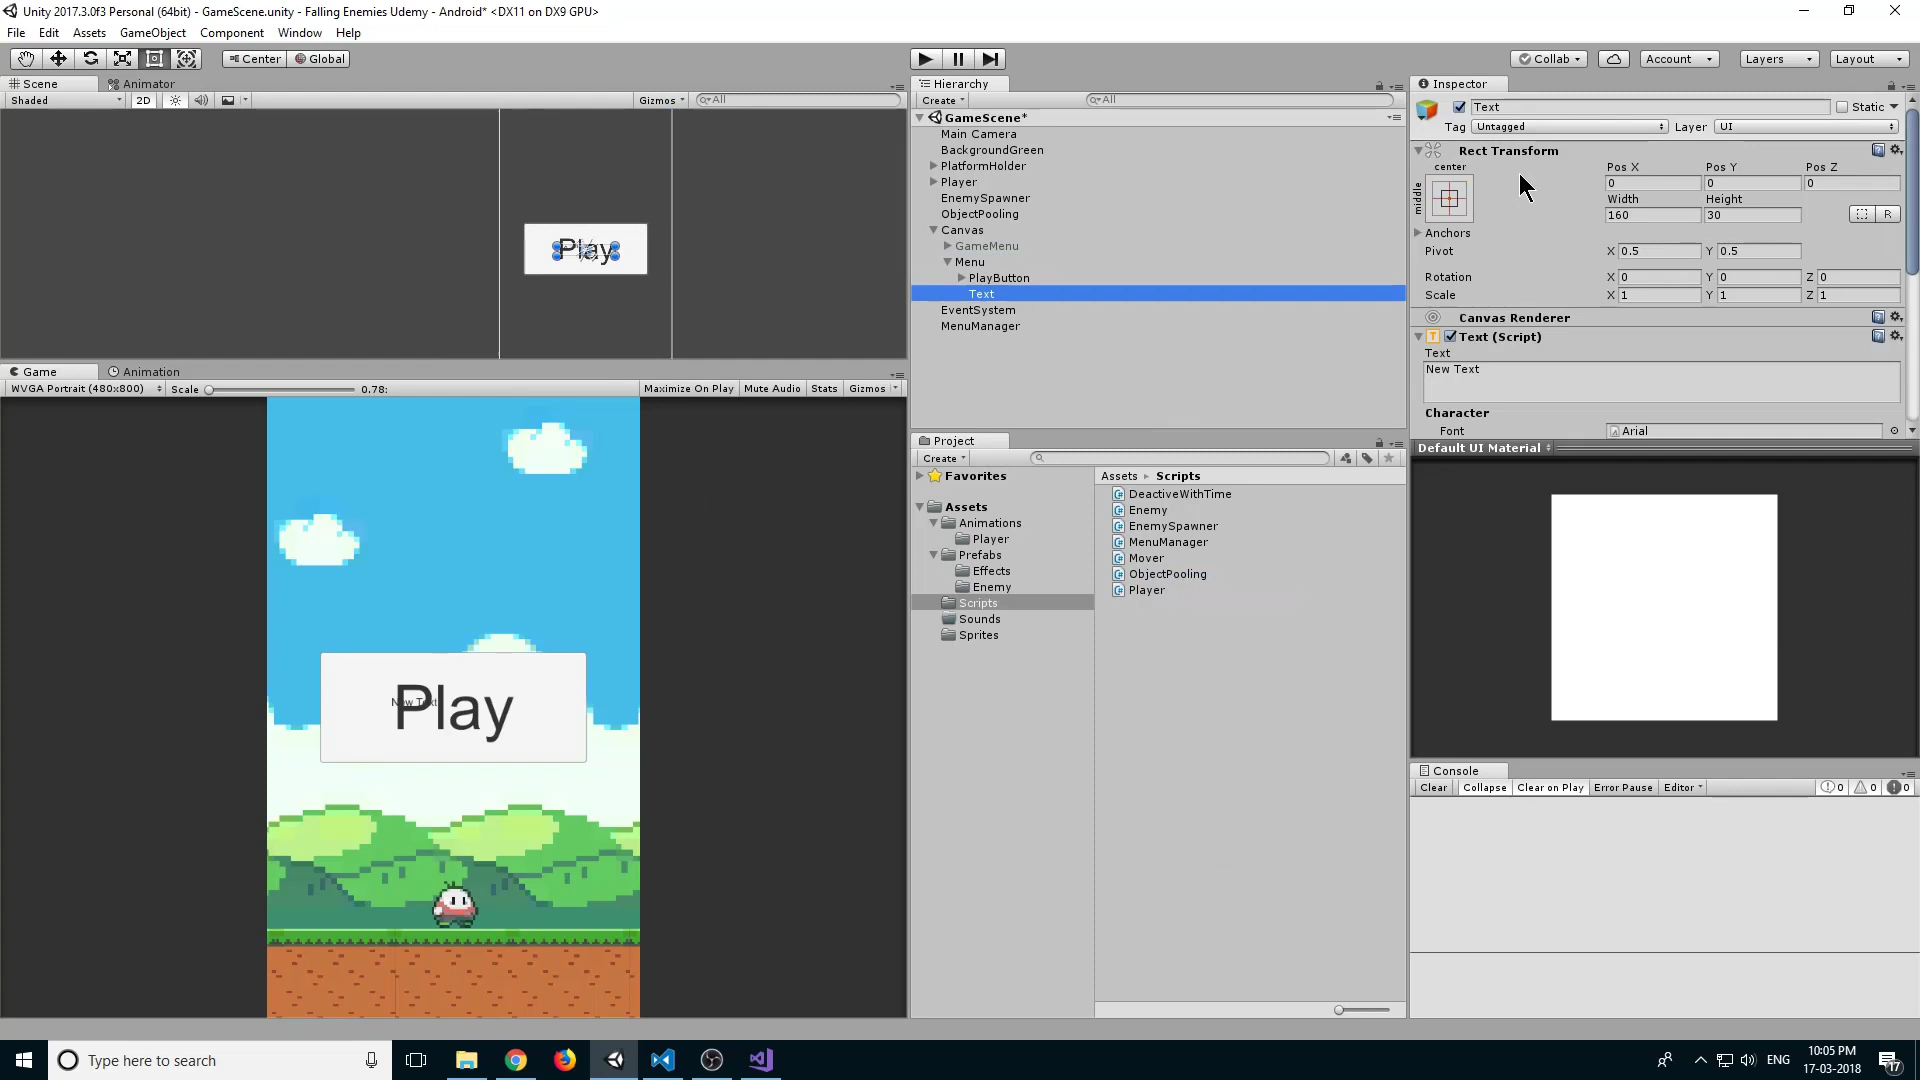 Unity 2017.3.0f3 Personal (64bit) - GameScene.unity - Falling Enemies Udemy - Android* <DX11 on DX9 GPU>
File Edit Assets GameObject Component Window Help
Center Global
Collab Account Layers Layout
Scene Animator
Shaded 2D Gizmos All
Play
Game Animation
WVGA Portrait (480x800) Scale 0.78: Maximize On Play Mute Audio Stats Gizmos
New Text
Play
Hierarchy
Create All
GameScene*
Main Camera
BackgroundGreen
PlatformHolder
Player
EnemySpawner
ObjectPooling
Canvas
GameMenu
Menu
PlayButton
Text
EventSystem
MenuManager
Project
Create
Favorites
Assets
Animations
Player
Prefabs
Effects
Enemy
Scripts
Sounds
Sprites
Assets Scripts
DeactiveWithTime
Enemy
EnemySpawner
MenuManager
Mover
ObjectPooling
Player
Inspector
Text Static
Tag Untagged Layer UI
Rect Transform
center Pos X Pos Y Pos Z
middle 0 0 0
Width Height
160 30 R
Anchors
Pivot X 0.5 Y 0.5
Rotation X 0 Y 0 Z 0
Scale X 1 Y 1 Z 1
Canvas Renderer
Text (Script)
Text
New Text
Character
Font Arial
Default UI Material
Console
Clear Collapse Clear on Play Error Pause Editor 0 0 0
Type here to search
ENG
10:05 PM
17-03-2018
17